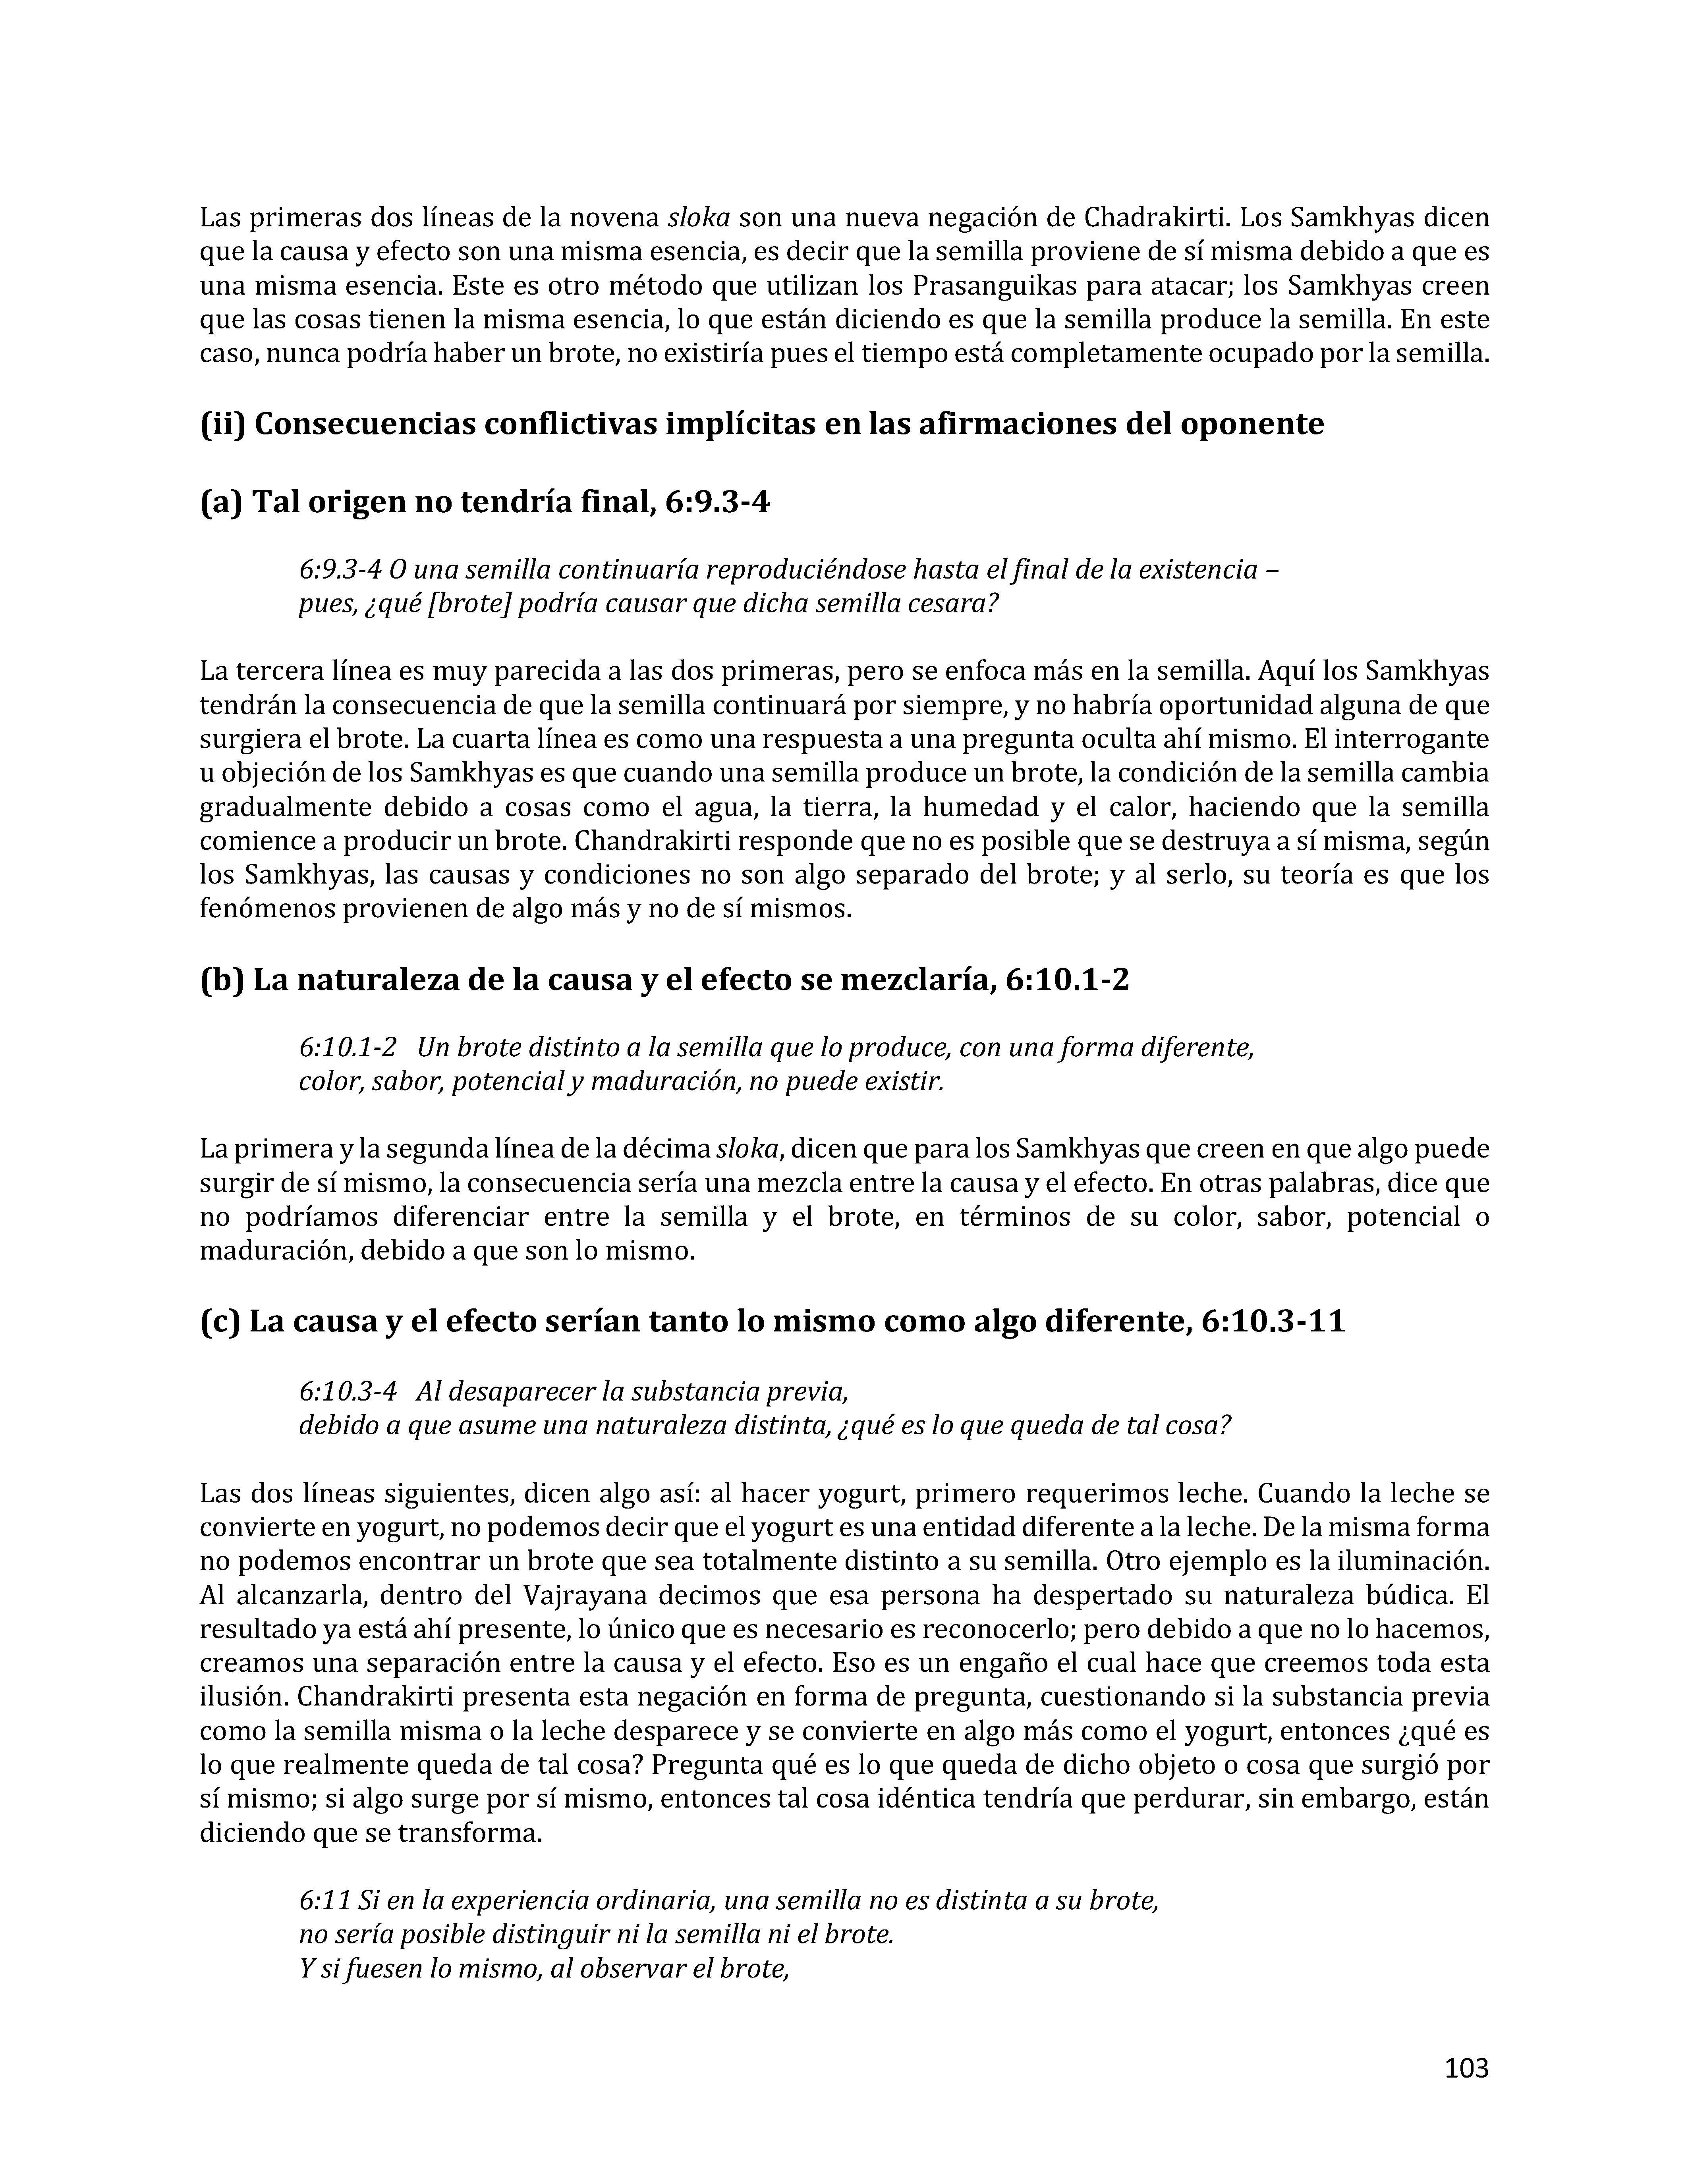 Las primeras dos líneas de la novena sloka son una nueva negación de Chadrakirti. Los Samkhyas dicen
que la causa y efecto son una misma esencia, es decir que la semilla proviene de sí misma debido a que es
una misma esencia. Este es otro método que utilizan los Prasanguikas para atacar; los Samkhyas creen
que las cosas tienen la misma esencia, lo que están diciendo es que la semilla produce la semilla. En este
caso, nunca podría haber un brote, no existiría pues el tiempo está completamente ocupado por la semilla.
(ii) Consecuencias conflictivas implícitas en las afirmaciones del oponente
(a) Tal origen no tendría final, 6:9.3-4
6:9.3-4 O una semilla continuaría reproduciéndose hasta el final de la existencia –
pues, ¿qué [brote] podría causar que dicha semilla cesara?
La tercera línea es muy parecida a las dos primeras, pero se enfoca más en la semilla. Aquí los Samkhyas
tendrán la consecuencia de que la semilla continuará por siempre, y no habría oportunidad alguna de que
surgiera el brote. La cuarta línea es como una respuesta a una pregunta oculta ahí mismo. El interrogante
u objeción de los Samkhyas es que cuando una semilla produce un brote, la condición de la semilla cambia
gradualmente debido a cosas como el agua, la tierra, la humedad y el calor, haciendo que la semilla
comience a producir un brote. Chandrakirti responde que no es posible que se destruya a sí misma, según
los Samkhyas, las causas y condiciones no son algo separado del brote; y al serlo, su teoría es que los
fenómenos provienen de algo más y no de sí mismos.
(b) La naturaleza de la causa y el efecto se mezclaría, 6:10.1-2
6:10.1-2 Un brote distinto a la semilla que lo produce, con una forma diferente,
color, sabor, potencial y maduración, no puede existir.
La primera y la segunda línea de la décima sloka, dicen que para los Samkhyas que creen en que algo puede
surgir de sí mismo, la consecuencia sería una mezcla entre la causa y el efecto. En otras palabras, dice que
no podríamos diferenciar entre la semilla y el brote, en términos de su color, sabor, potencial o
maduración, debido a que son lo mismo.
(c) La causa y el efecto serían tanto lo mismo como algo diferente, 6:10.3-11
6:10.3-4 Al desaparecer la substancia previa,
debido a que asume una naturaleza distinta, ¿qué es lo que queda de tal cosa?
Las dos líneas siguientes, dicen algo así: al hacer yogurt, primero requerimos leche. Cuando la leche se
convierte en yogurt, no podemos decir que el yogurt es una entidad diferente a la leche. De la misma forma
no podemos encontrar un brote que sea totalmente distinto a su semilla. Otro ejemplo es la iluminación.
Al alcanzarla, dentro del Vajrayana decimos que esa persona ha despertado su naturaleza búdica. El
resultado ya está ahí presente, lo único que es necesario es reconocerlo; pero debido a que no lo hacemos,
creamos una separación entre la causa y el efecto. Eso es un engaño el cual hace que creemos toda esta
ilusión. Chandrakirti presenta esta negación en forma de pregunta, cuestionando si la substancia previa
como la semilla misma o la leche desparece y se convierte en algo más como el yogurt, entonces ¿qué es
lo que realmente queda de tal cosa? Pregunta qué es lo que queda de dicho objeto o cosa que surgió por
sí mismo; si algo surge por sí mismo, entonces tal cosa idéntica tendría que perdurar, sin embargo, están
diciendo que se transforma.
6:11 Si en la experiencia ordinaria, una semilla no es distinta a su brote,
no sería posible distinguir ni la semilla ni el brote.
Y si fuesen lo mismo, al observar el brote,
103